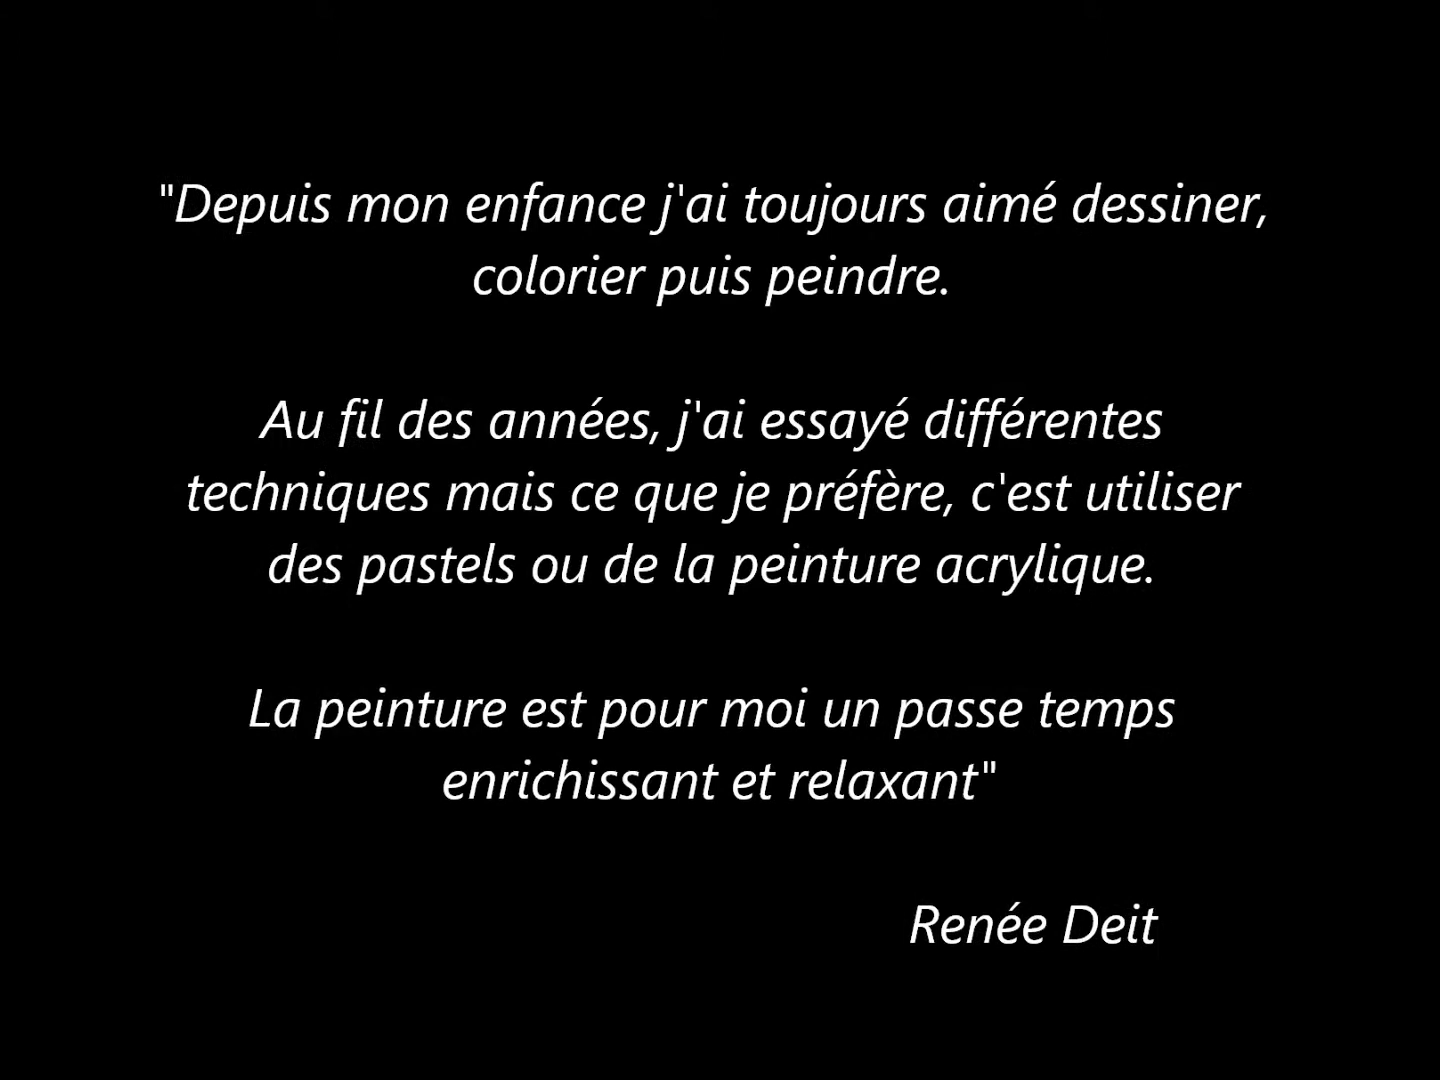 "Depuis mon enfance j'ai toujours aimé dessiner,
colorier puis peindre.
Au fil des années, j'ai essayé différentes
techniques mais ce que je préfère, c'est utiliser
des pastels ou de la peinture acrylique.
La peinture est pour moi un passe temps
enrichissant et relaxant"
Renée Deit